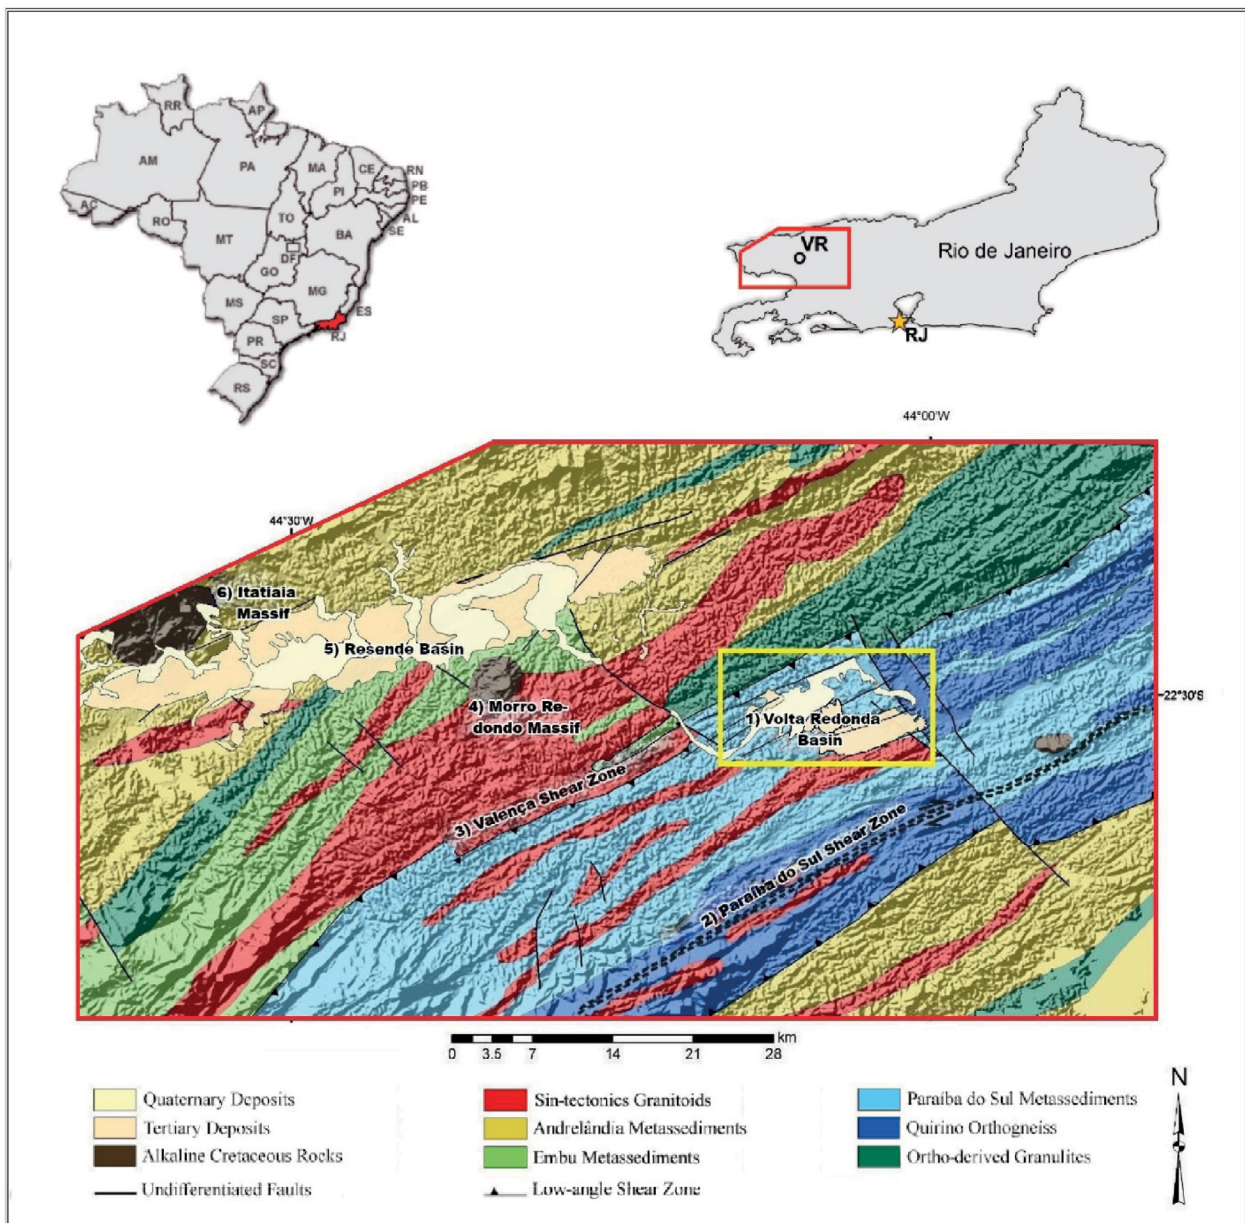 RR
AP
AM
PA
MA
CE
RN
PB
PI
PE
AC
AL
TO
RO
SE
BA
MT
DF
GO
MG
MS
ES
SP
RJ
PR
SC
RS
VR
Rio de Janeiro
RJ
44°00'W
44°30'W
6) Itatiaia
Massif
5) Resende Basin
22°30'S
4) Morro Re-
dondo Massif
1) Volta Redonda
Basin
3) Valença Shear Zone
2) Paraíba do Sul Shear Zone
km
0 3.5 7 14 21 28
N
Quaternary Deposits
Tertiary Deposits
Alkaline Cretaceous Rocks
Undifferentiated Faults
Sin-tectonics Granitoids
Andrelândia Metassediments
Embu Metassediments
Low-angle Shear Zone
Paraíba do Sul Metassediments
Quirino Orthogneiss
Ortho-derived Granulites